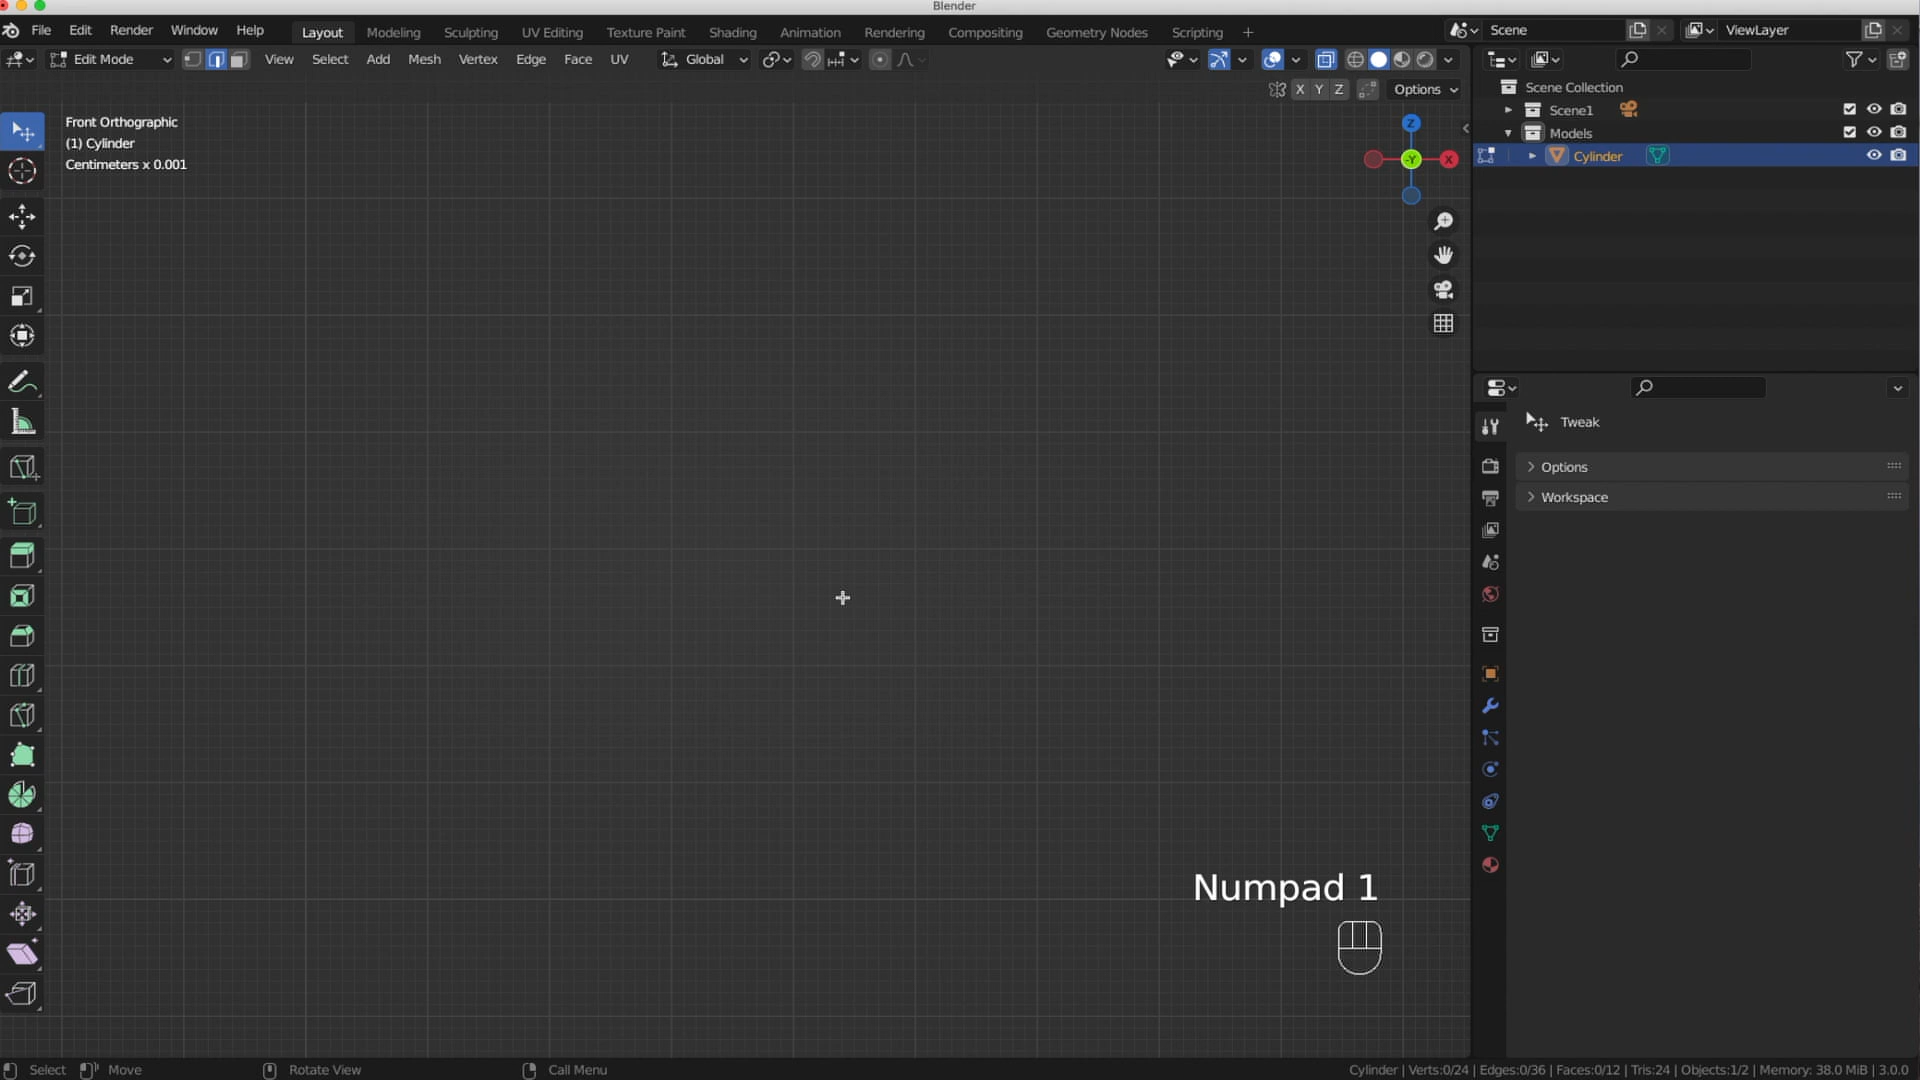 Blender
File Edit Render Window Help Layout Modeling Sculpting UV Editing Texture Paint Shading Animation Rendering Compositing Geometry Nodes Scripting + Scene ViewLayer
Edit Mode View Select Add Mesh Vertex Edge Face UV Global
X Y Z Options
Front Orthographic
(1) Cylinder
Centimeters x 0.001
Z
-Y X
Scene Collection
Scene1
Models
Cylinder
Tweak
Options
Workspace
Numpad 1
Select Move Rotate View Call Menu Cylinder | Verts:0/24 | Edges:0/36 | Faces:0/12 | Tris:24 | Objects:1/2 | Memory: 38.0 MiB | 3.0.0